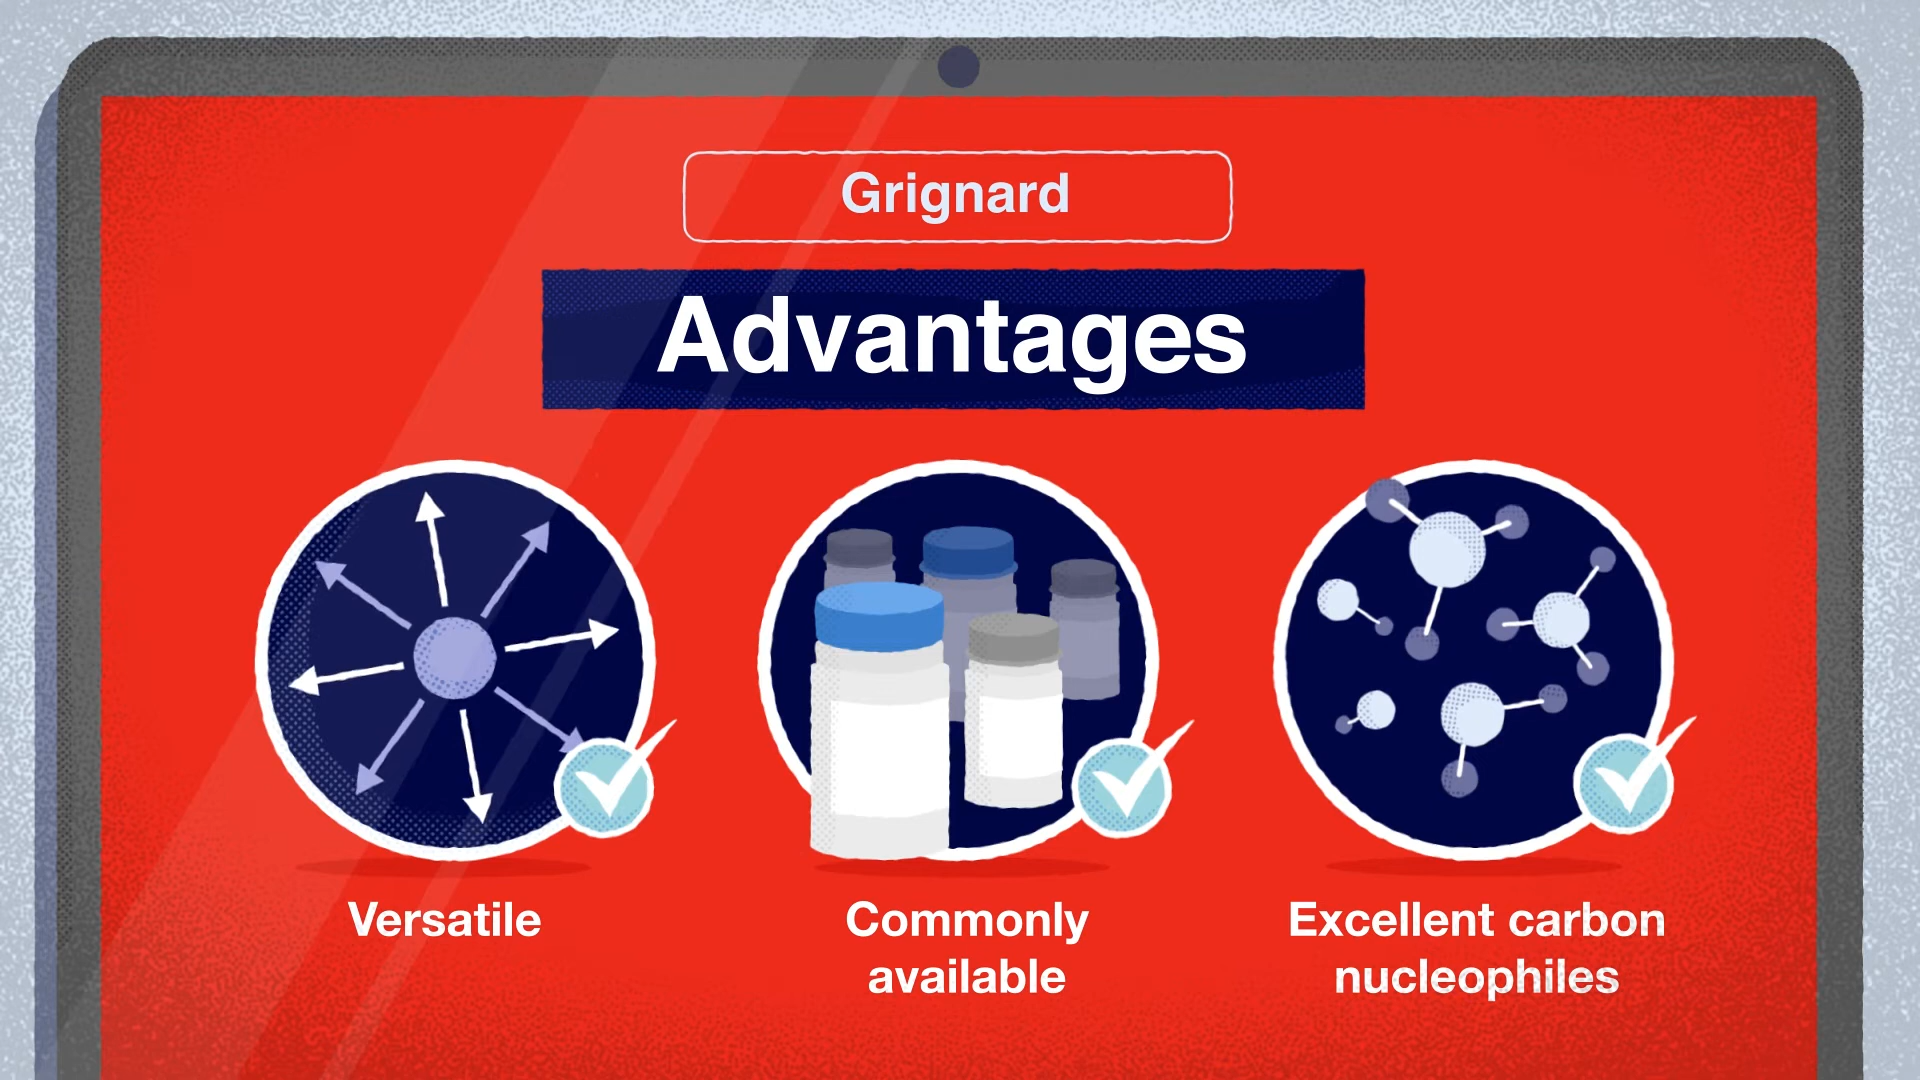 Grignard
Advantages
Versatile
Commonly
available
Excellent carbon
nucleophiles